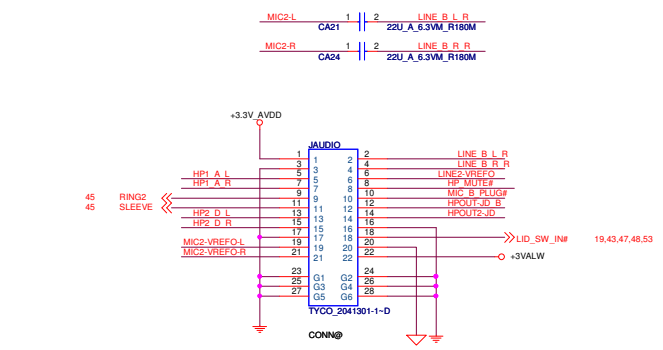 MIC2-L 1 2 LINE_B_L_R
CA21 22U_A_6.3VM_R180M
MIC2-R 1 2 LINE_B_R_R
CA24 22U_A_6.3VM_R180M
+3.3V_AVDD
JAUDIO
1 1 2 2 LINE_B_L_R
3 3 4 4 LINE_B_R_R
HP1_A_L 5 5 6 6 LINE2-VREFO
HP1_A_R 7 7 8 8 HP_MUTE#
45 RING2 9 9 10 10 MIC_B_PLUG#
45 SLEEVE 11 11 12 12 HPOUT-JD_B
HP2_D_L 13 13 14 14 HPOUT2-JD
HP2_D_R 15 15 16 16
17 17 18 18 LID_SW_IN# 19,43,47,48,53
MIC2-VREFO-L 19 19 20 20
MIC2-VREFO-R 21 21 22 22 +3VALW
23 G1 G2 24
25 G3 G4 26
27 G5 G6 28
TYCO_2041301-1~D
CONN@